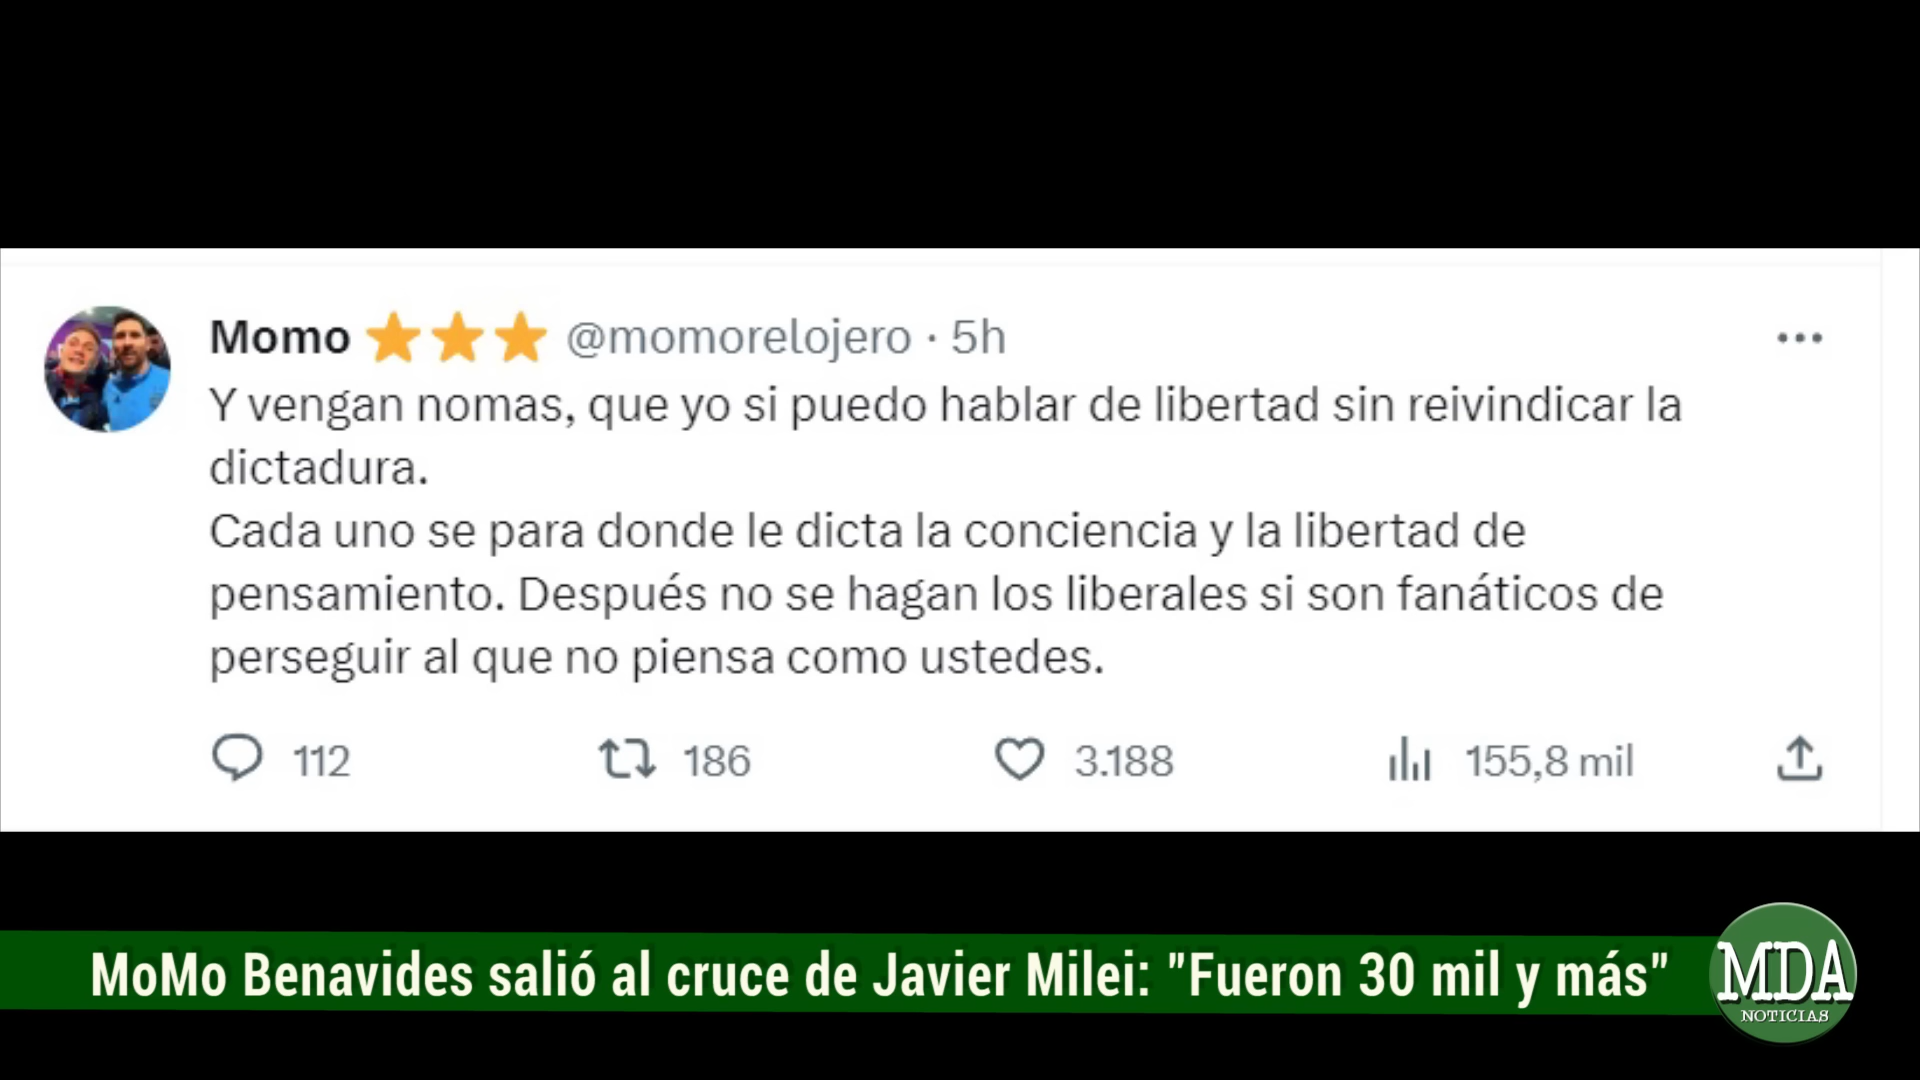 Momo ⭐⭐⭐ @momorelojero · 5h
Y vengan nomas, que yo si puedo hablar de libertad sin reivindicar la
dictadura.
Cada uno se para donde le dicta la conciencia y la libertad de
pensamiento. Después no se hagan los liberales si son fanáticos de
perseguir al que no piensa como ustedes.
112 186 3.188 155,8 mil
MoMo Benavides salió al cruce de Javier Milei: "Fueron 30 mil y más"
MDA
NOTICIAS